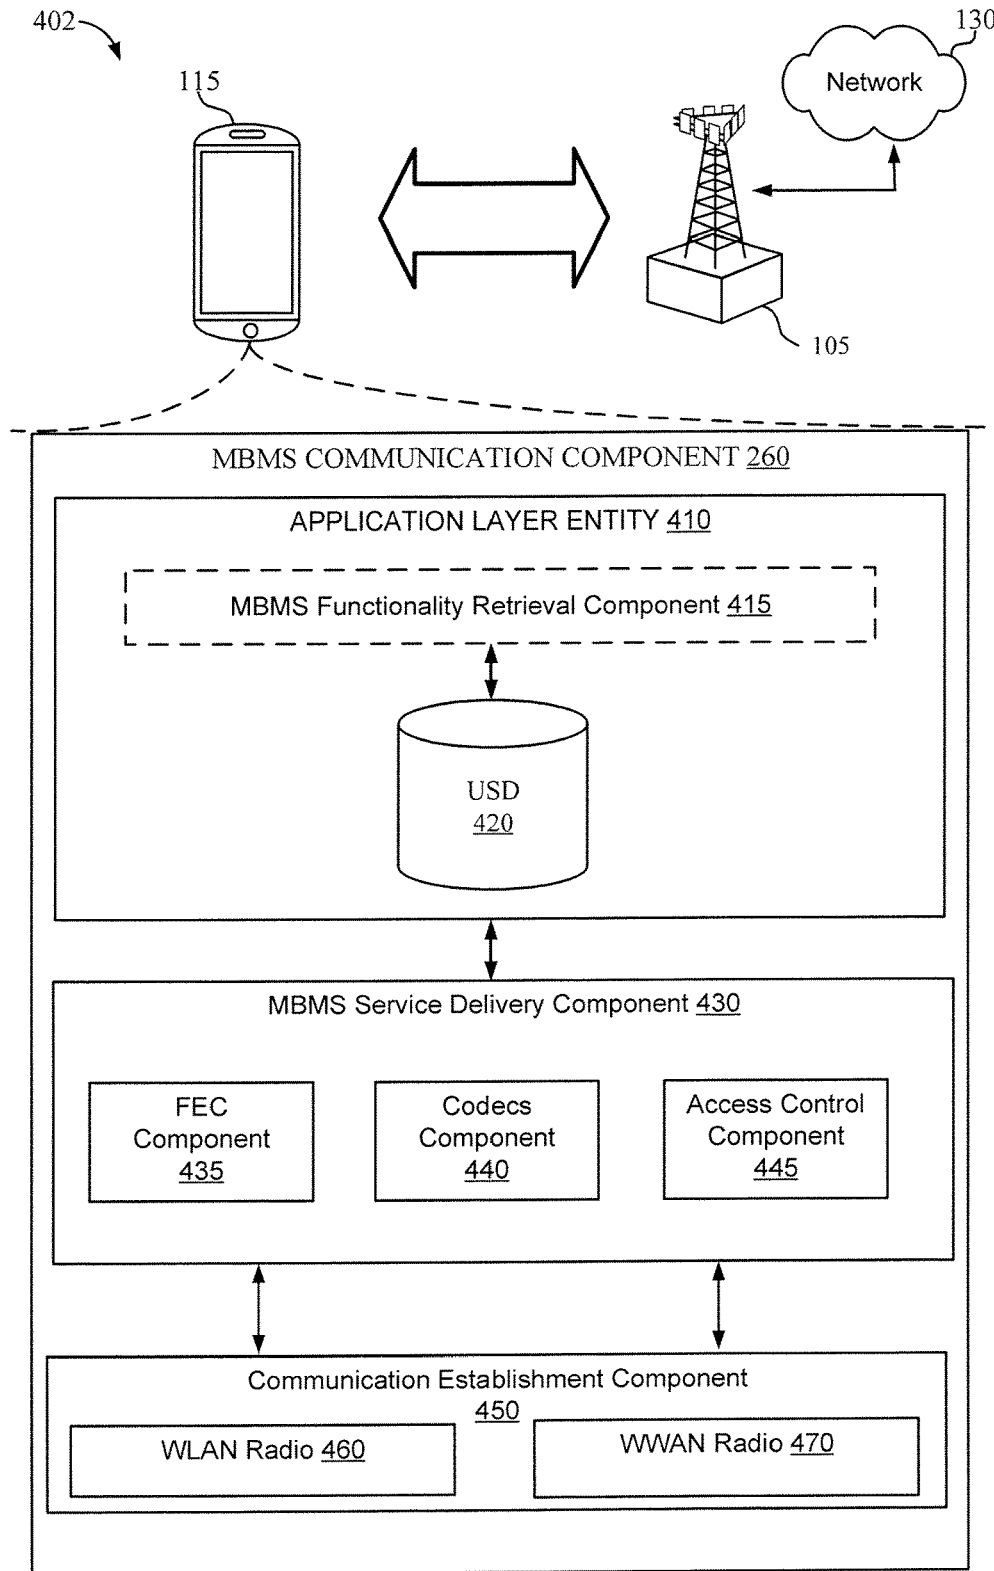 402
130
115
Network
105
MBMS COMMUNICATION COMPONENT 260
APPLICATION LAYER ENTITY 410
MBMS Functionality Retrieval Component 415
USD
420
MBMS Service Delivery Component 430
FEC
Component
435
Codecs
Component
440
Access Control
Component
445
Communication Establishment Component
450
WLAN Radio 460
WWAN Radio 470